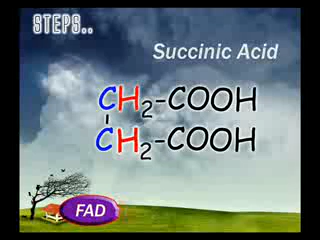 STEPS..
Succinic Acid
CH2-COOH
CH2-COOH
FAD